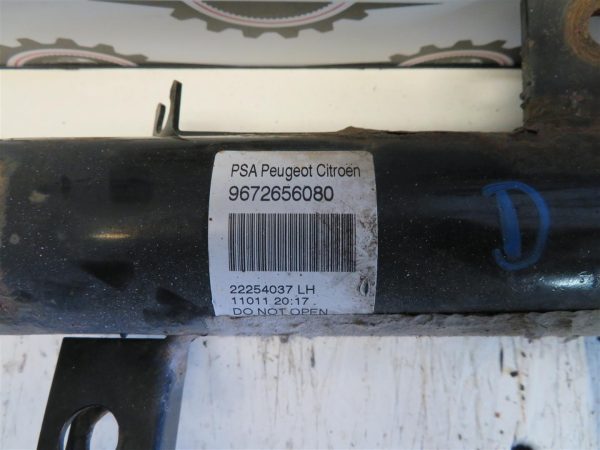 PSA Peugeot Citroën
9672656080
22254037 LH
11011 20:17
DO NOT OPEN
D